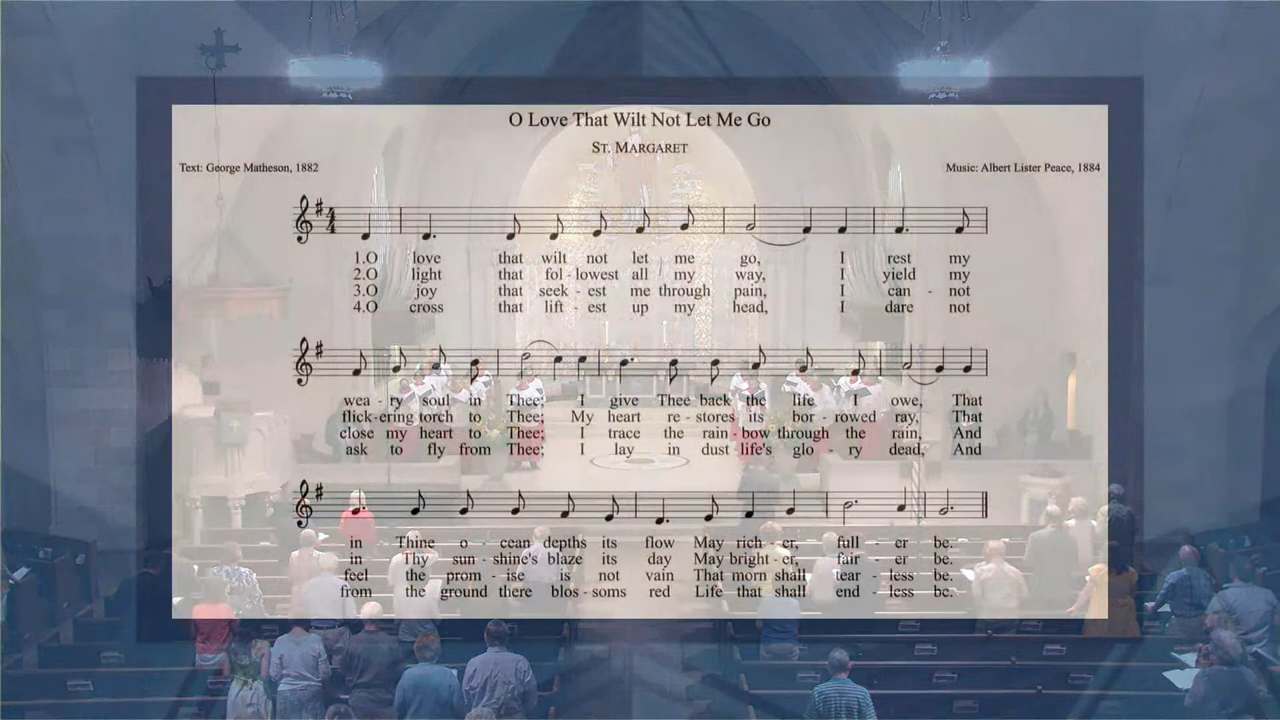 O Love That Wilt Not Let Me Go
ST. MARGARET
Text: George Matheson, 1882
Music: Albert Lister Peace, 1884
4
4
1.O love that wilt not let me go, I rest my
2.O light that fol - lowest all my way, I yield my
3.O joy that seek - est me through pain, I can - not
4.O cross that lift - est up my head, I dare not
wea - ry soul in Thee; I give Thee back the life I owe, That
flick - ering torch to Thee; My heart re - stores its bor - rowed ray, That
close my heart to Thee; I trace the rain - bow through the rain, And
ask to fly from Thee; I lay in dust life's glo - ry dead, And
in Thine o - cean depths its flow May rich - er, full - er be.
in Thy sun - shine's blaze its day May bright - er, fair - er be.
feel the prom - ise is not vain That morn shall tear - less be.
from the ground there blos - soms red Life that shall end - less be.